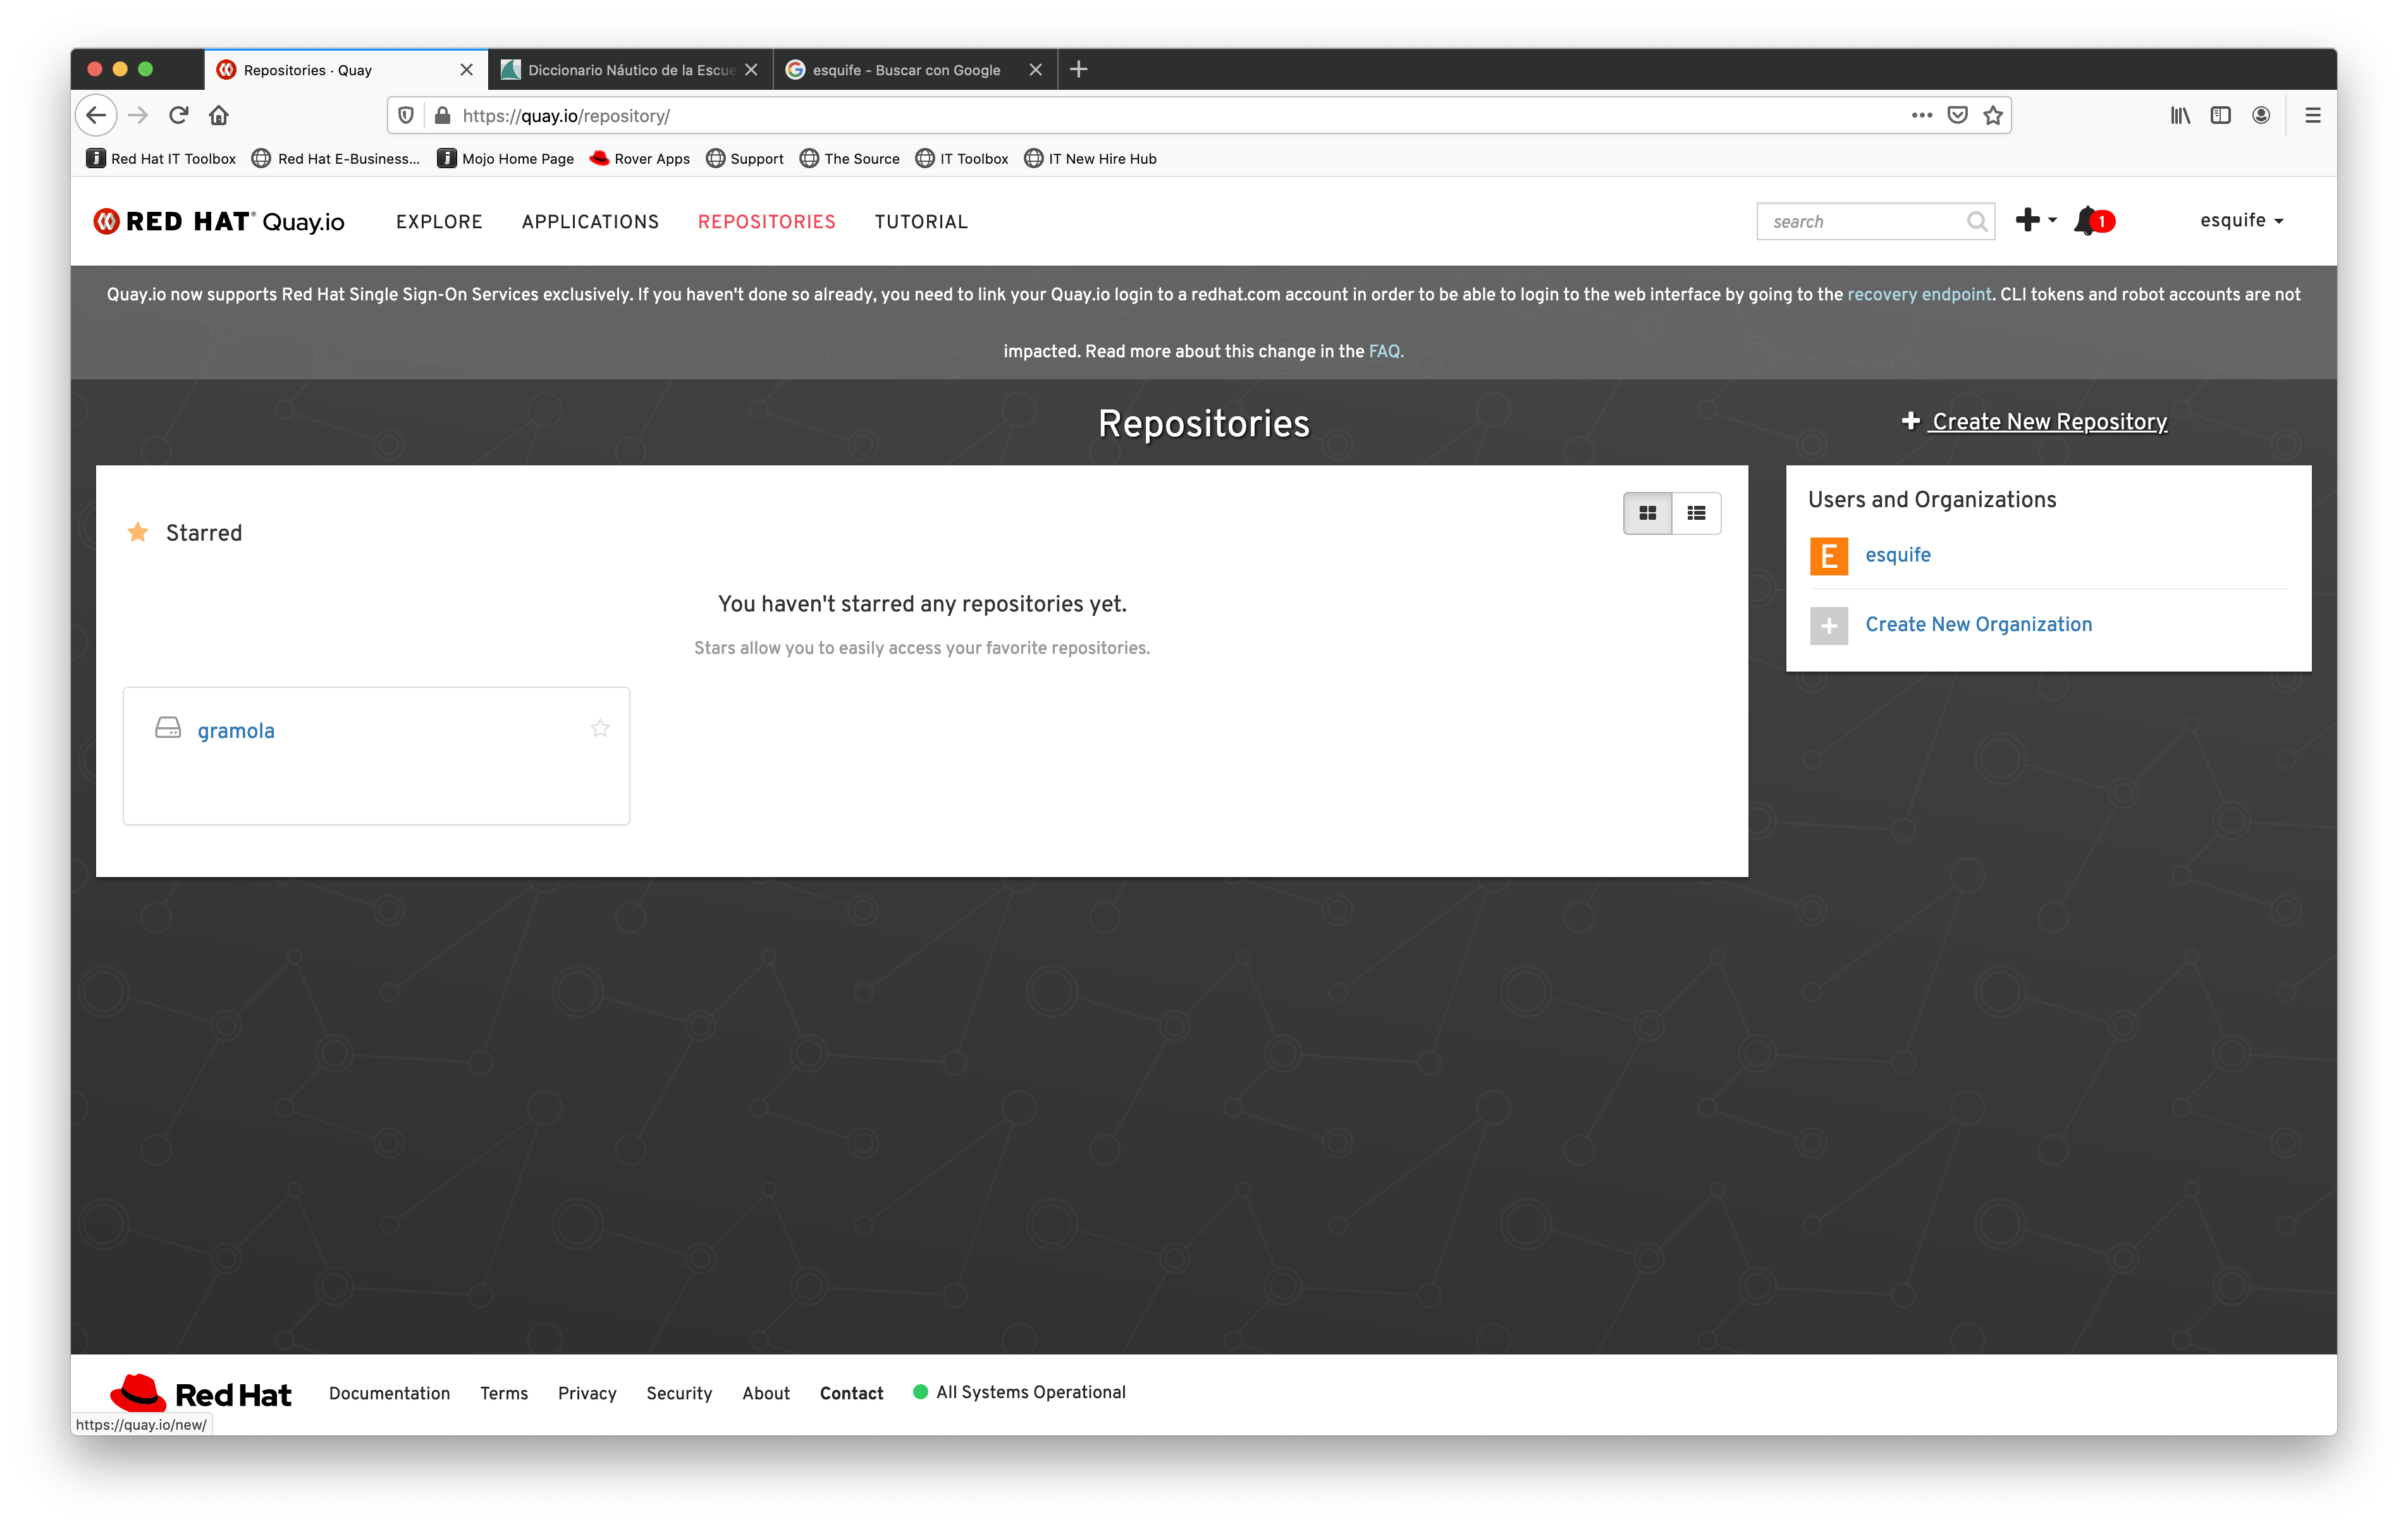 Repositories · Quay
Diccionario Náutico de la Escue
esquife - Buscar con Google
https://quay.io/repository/
Red Hat IT Toolbox
Red Hat E-Business...
Mojo Home Page
Rover Apps
Support
The Source
IT Toolbox
IT New Hire Hub
RED HAT® Quay.io
EXPLORE
APPLICATIONS
REPOSITORIES
TUTORIAL
search
1
esquife
Quay.io now supports Red Hat Single Sign-On Services exclusively. If you haven't done so already, you need to link your Quay.io login to a redhat.com account in order to be able to login to the web interface by going to the recovery endpoint. CLI tokens and robot accounts are not
impacted. Read more about this change in the FAQ.
Repositories
Create New Repository
Starred
You haven't starred any repositories yet.
Stars allow you to easily access your favorite repositories.
gramola
Users and Organizations
E
esquife
Create New Organization
Red Hat
Documentation
Terms
Privacy
Security
About
Contact
All Systems Operational
https://quay.io/new/